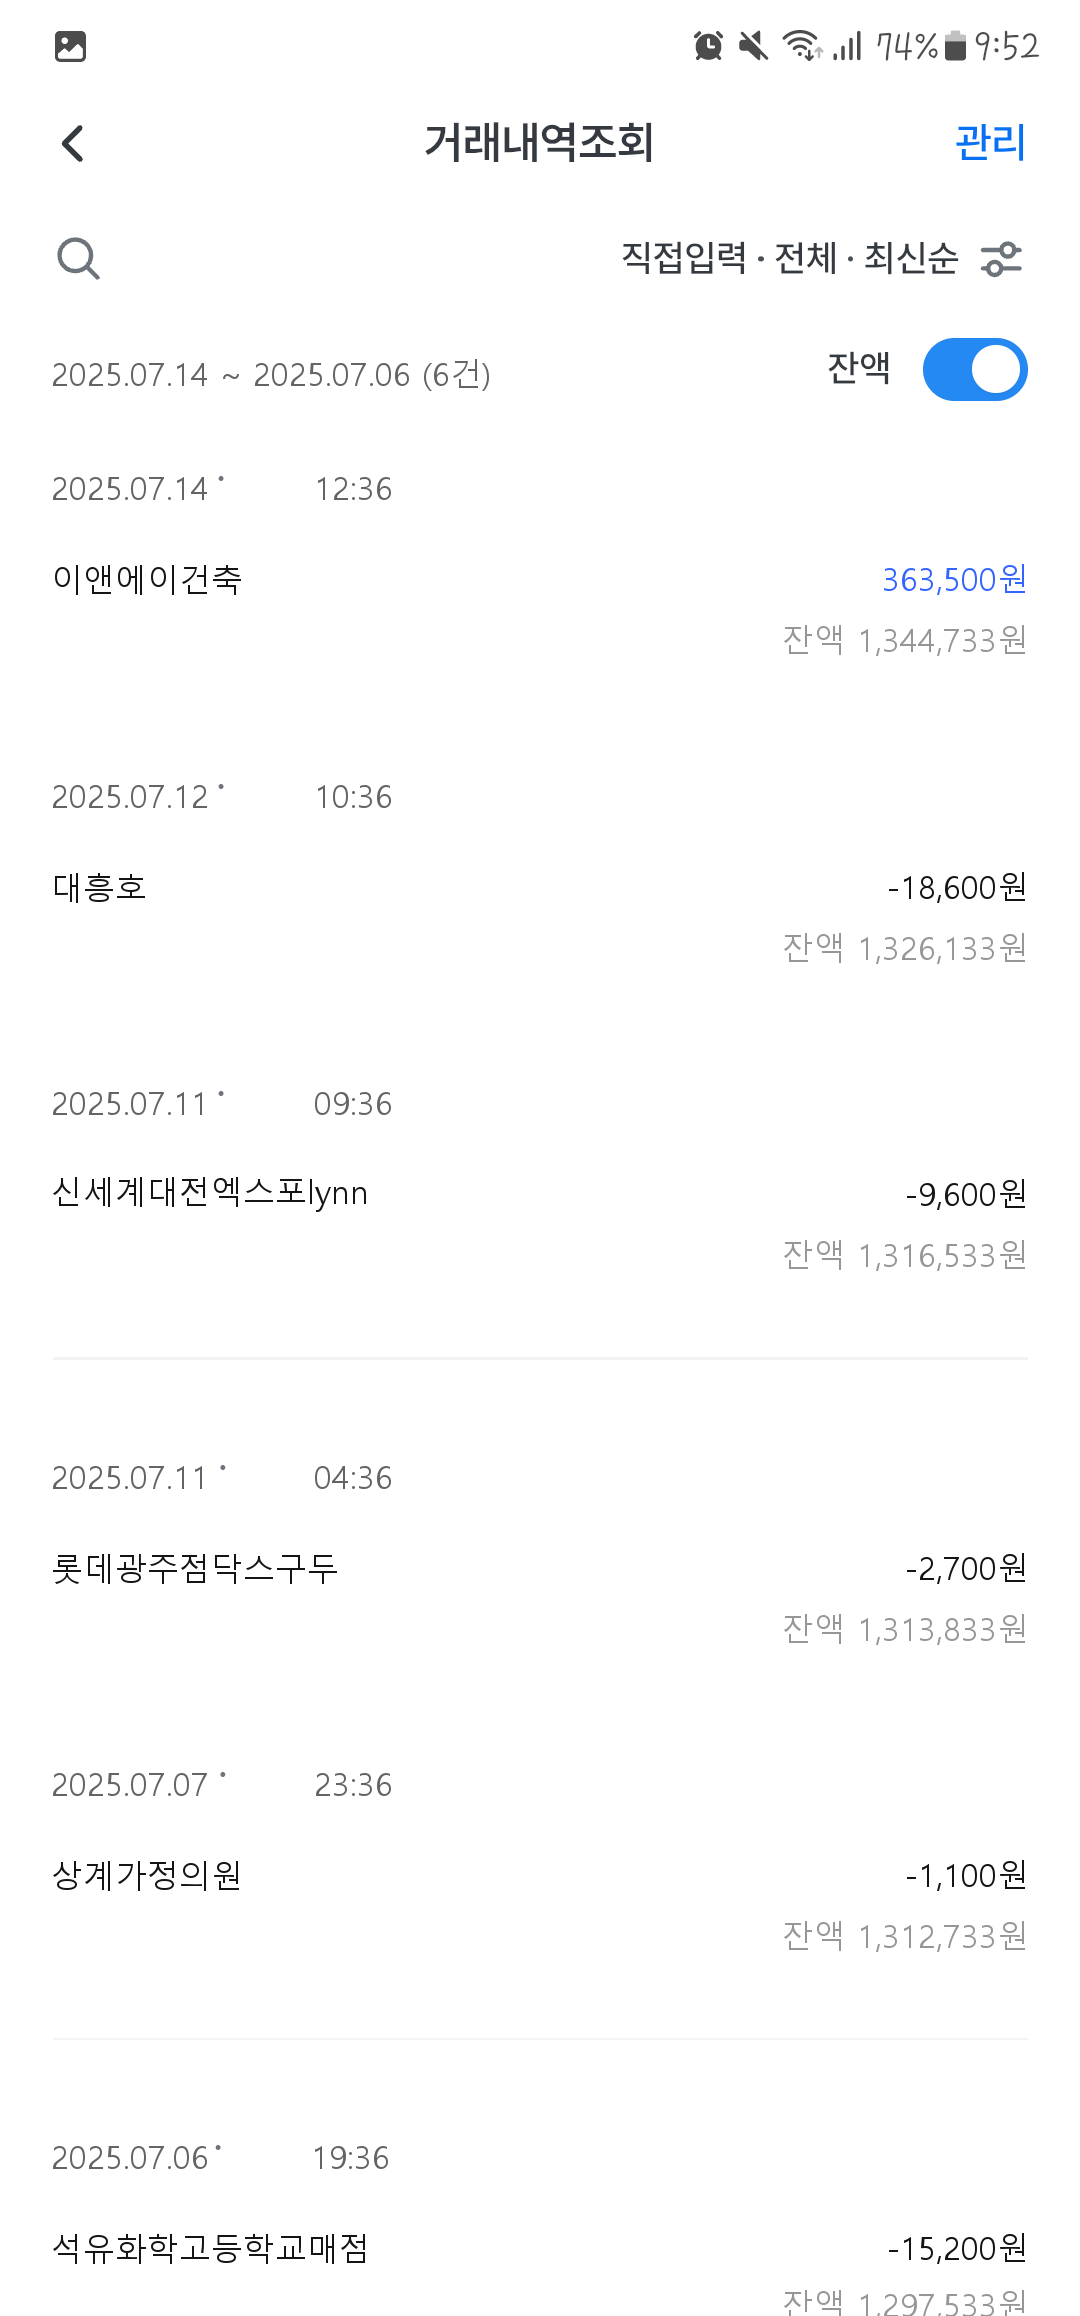 74% 9:52
거래내역조회 관리
직접입력 · 전체 · 최신순
2025.07.14 ~ 2025.07.06 (6건) 잔액
2025.07.14 · 12:36
이앤에이건축 363,500원
잔액 1,344,733원
2025.07.12 · 10:36
대흥호 -18,600원
잔액 1,326,133원
2025.07.11 · 09:36
신세계대전엑스포lynn -9,600원
잔액 1,316,533원
2025.07.11 · 04:36
롯데광주점닥스구두 -2,700원
잔액 1,313,833원
2025.07.07 · 23:36
상계가정의원 -1,100원
잔액 1,312,733원
2025.07.06 · 19:36
석유화학고등학교매점 -15,200원
잔액 1,297,533원